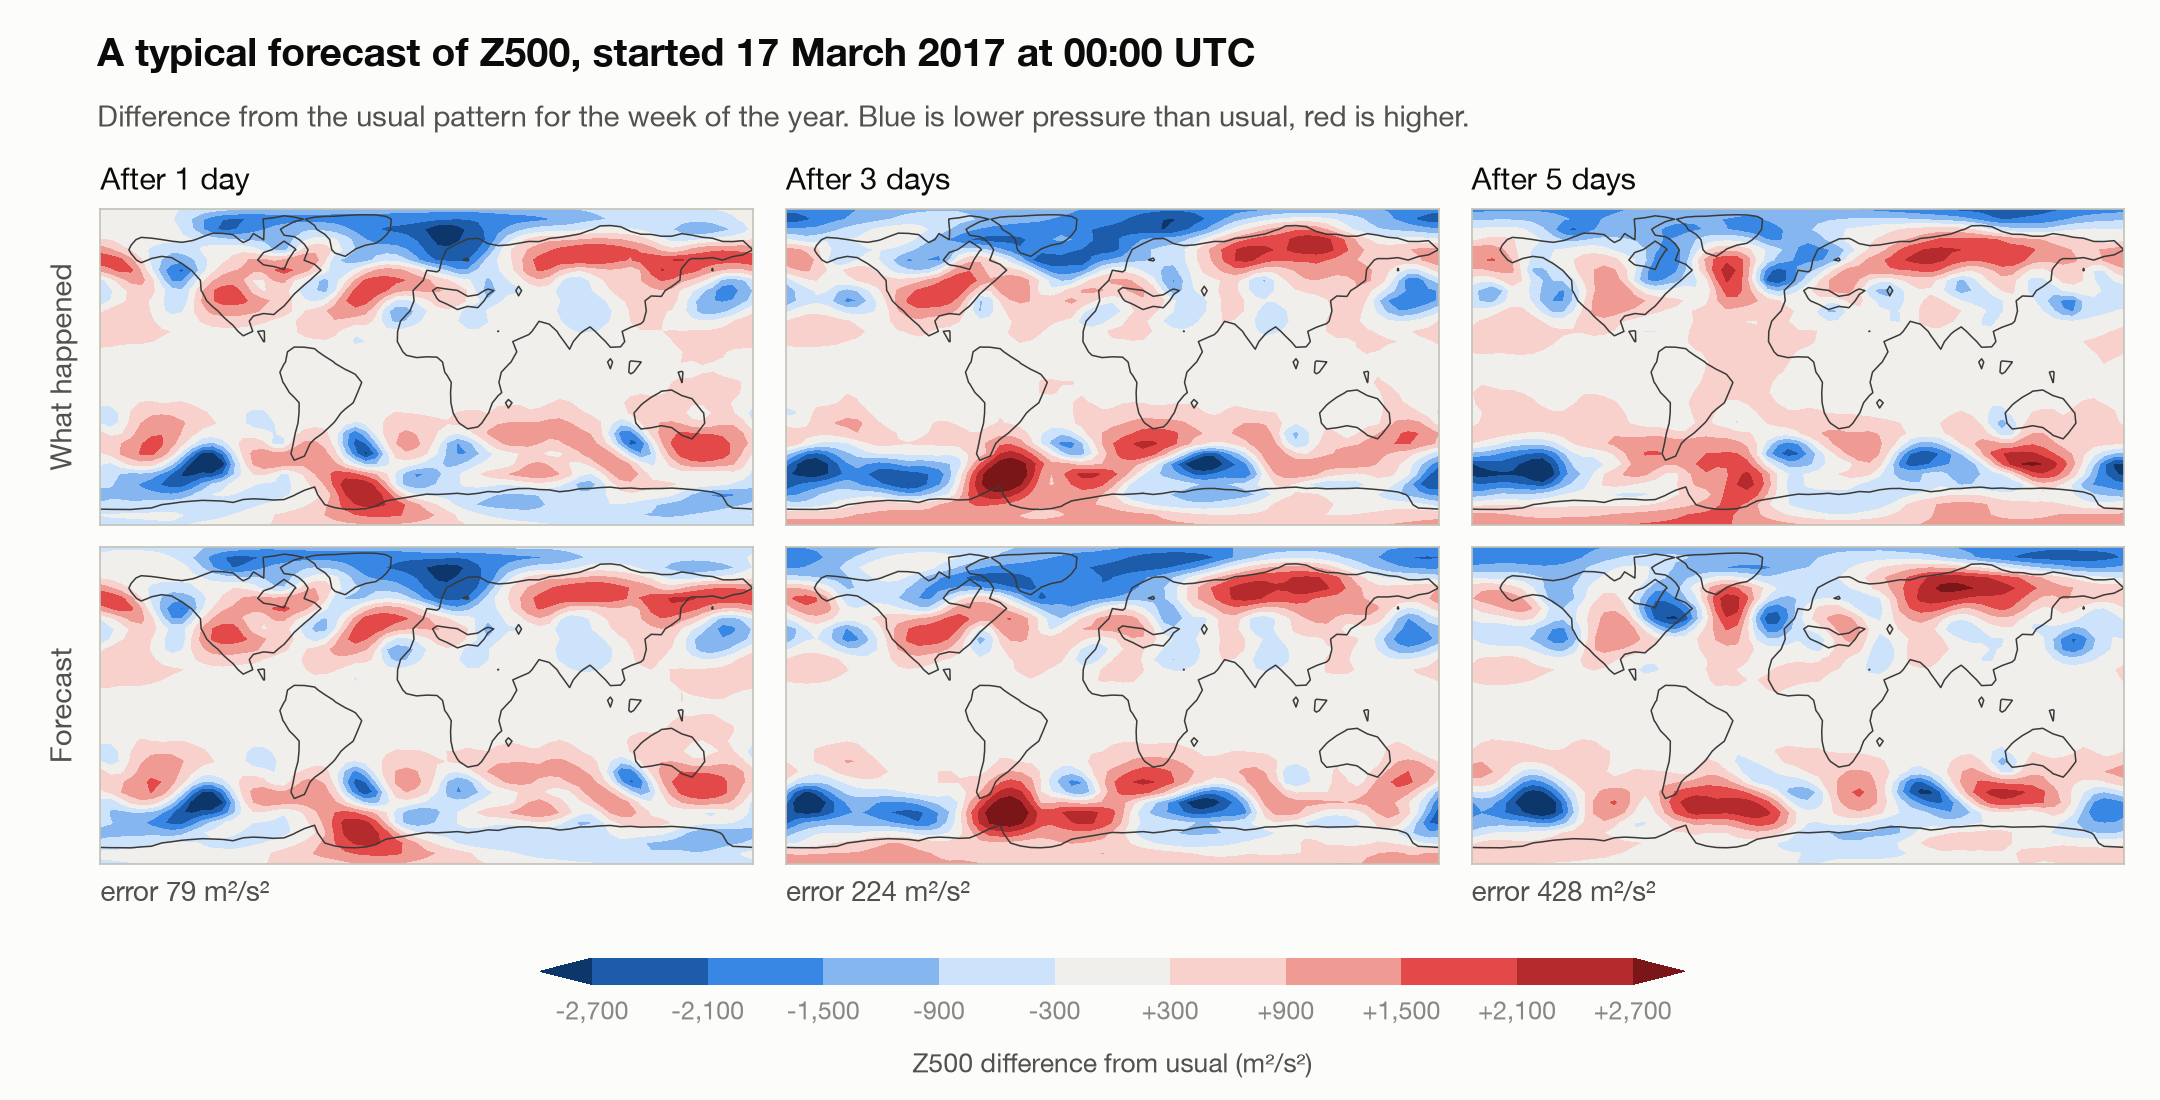 A typical forecast of Z500, started 17 March 2017 at 00:00 UTC
Difference from the usual pattern for the week of the year. Blue is lower pressure than usual, red is higher.
After 1 day
After 3 days
After 5 days
What happened
Forecast
error 79 m²/s²
error 224 m²/s²
error 428 m²/s²
-2,700 -2,100 -1,500 -900 -300 +300 +900 +1,500 +2,100 +2,700
Z500 difference from usual (m²/s²)